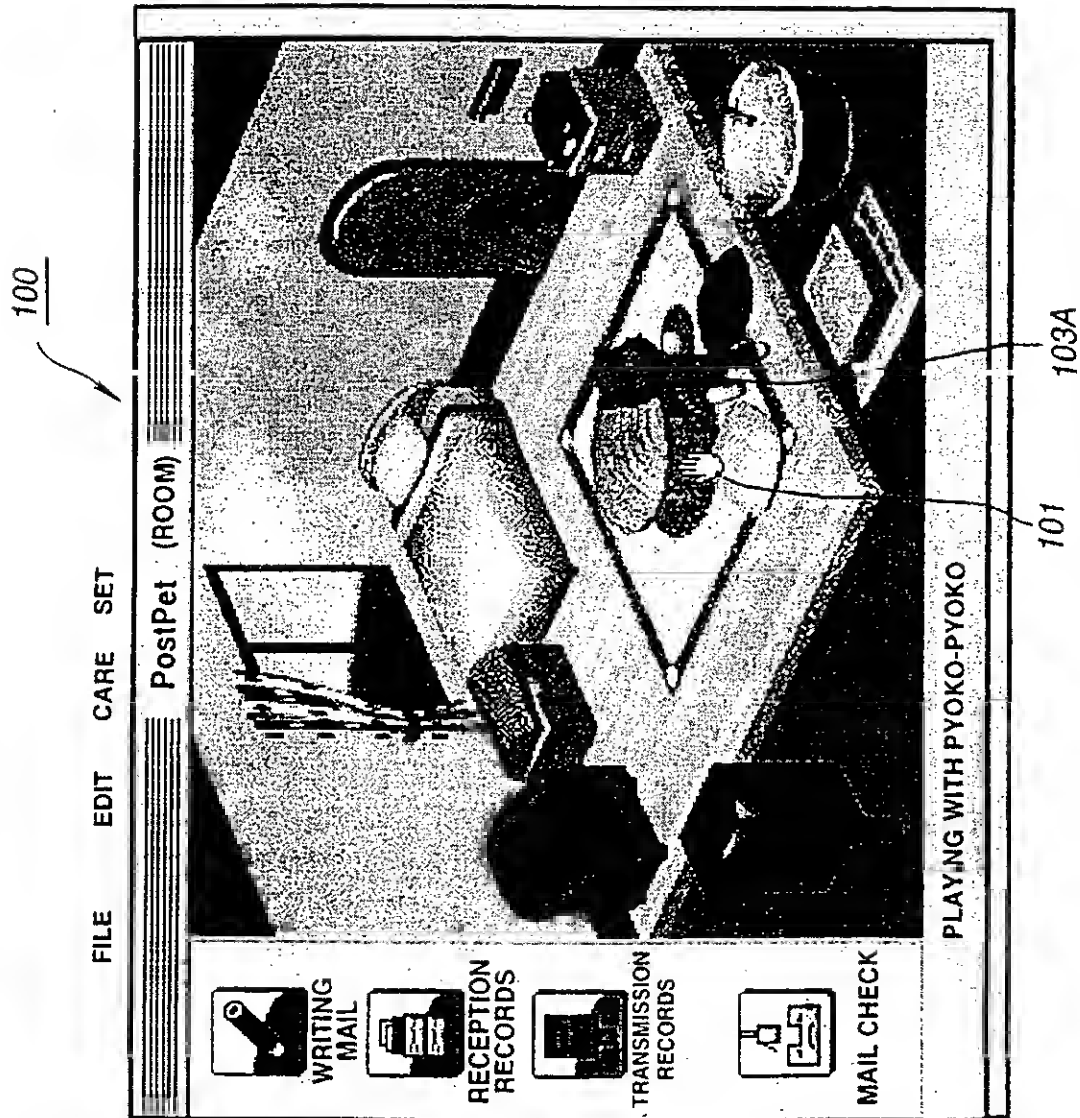 100
FILE EDIT CARE SET
PostPet (ROOM)
WRITING
MAIL
RECEPTION
RECORDS
TRANSMISSION
RECORDS
MAIL CHECK
PLAYING WITH PYOKO-PYOKO
101
103A